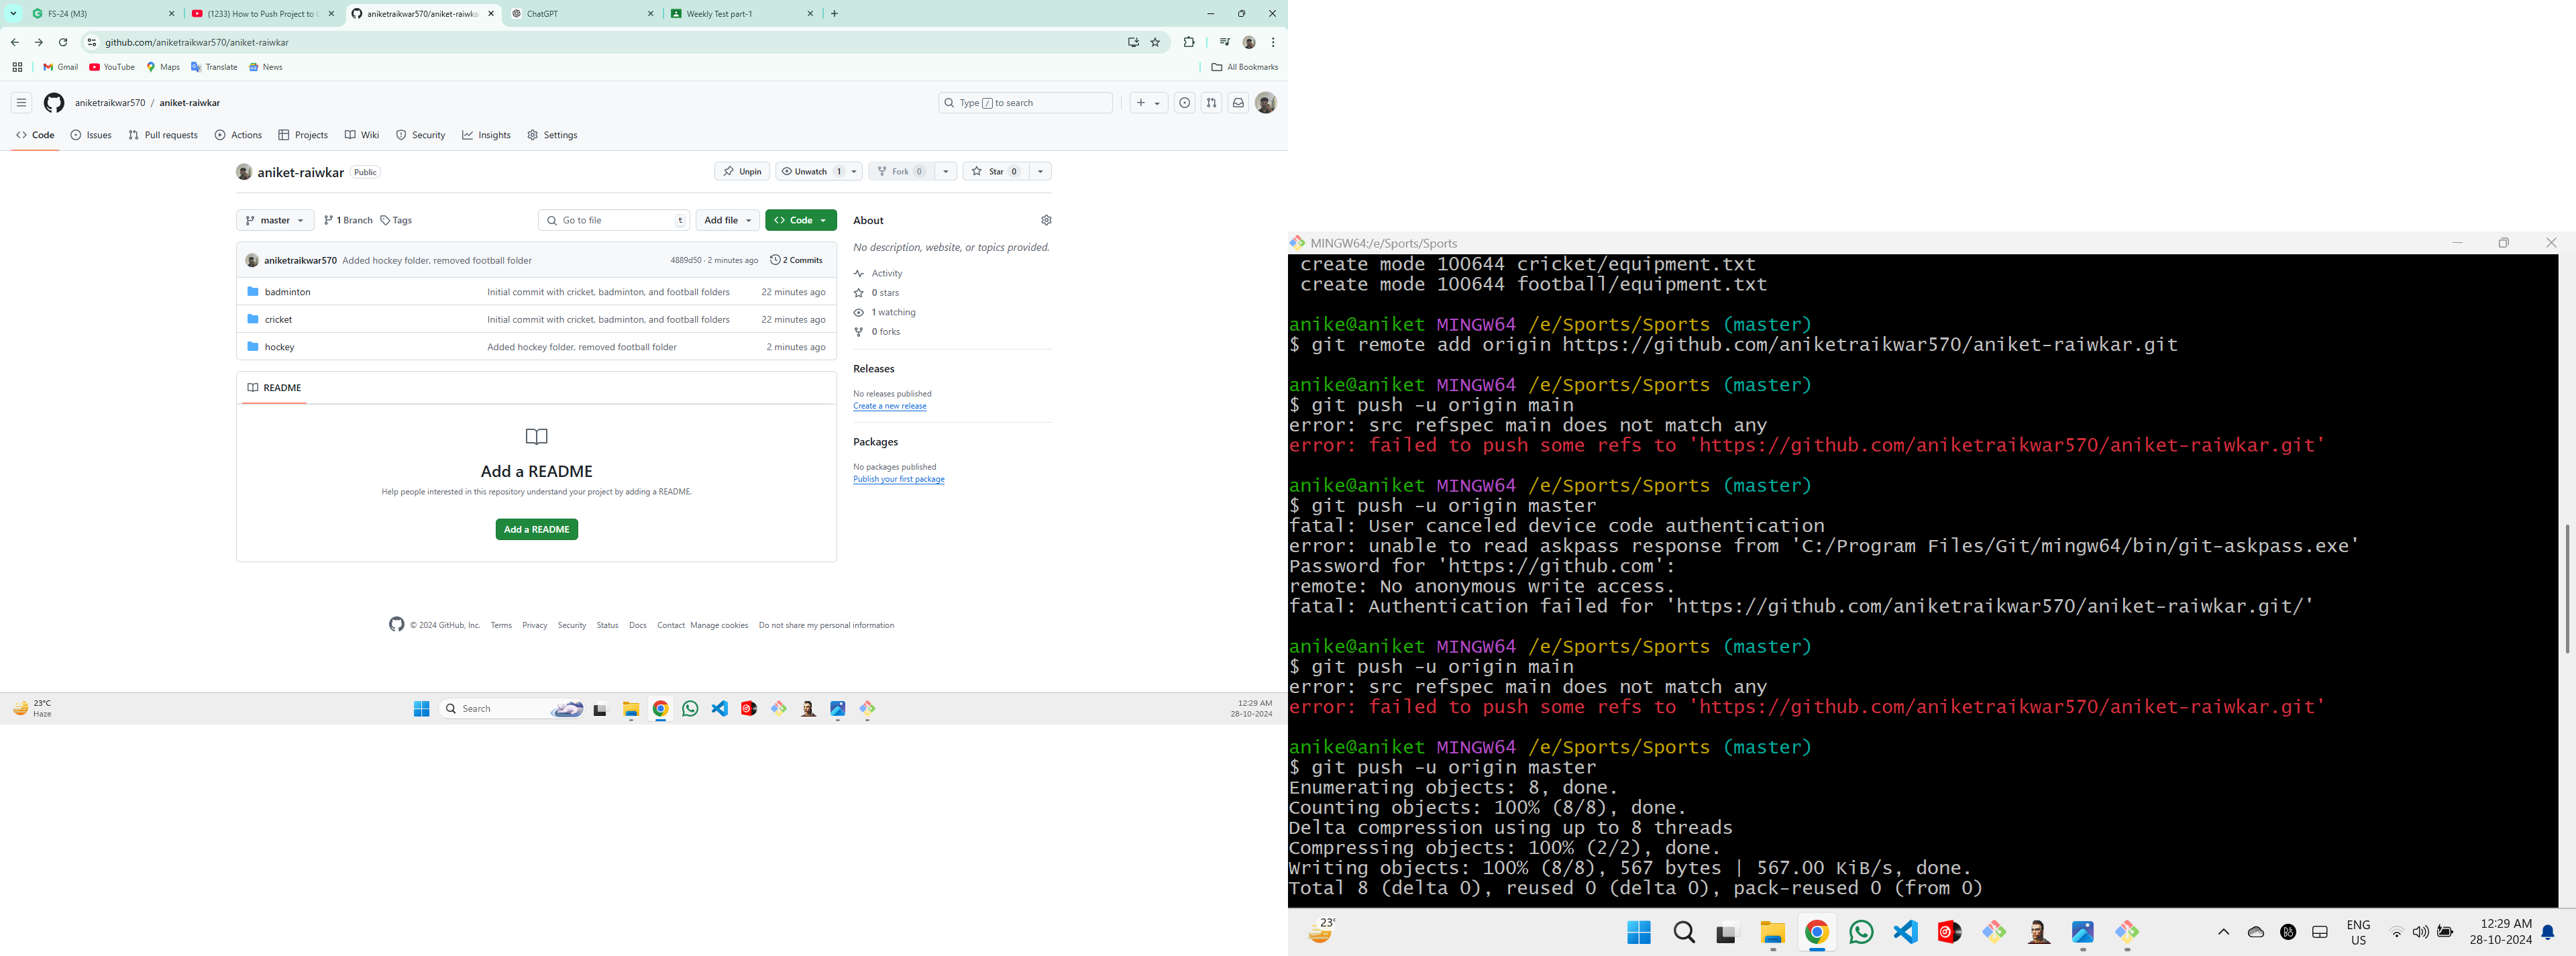 FS-24 (M3)
(1233) How to Push Project to
aniketraikwar570/aniket-raiwka
ChatGPT
Weekly Test part-1
github.com/aniketraikwar570/aniket-raiwkar
Gmail
YouTube
Maps
Translate
News
All Bookmarks
aniketraikwar570 / aniket-raiwkar
Type / to search
Code
Issues
Pull requests
Actions
Projects
Wiki
Security
Insights
Settings
aniket-raiwkar Public
Unpin
Unwatch 1
Fork 0
Star 0
master
1 Branch
Tags
Go to file t
Add file
Code
aniketraikwar570 Added hockey folder, removed football folder 4889d50 · 2 minutes ago 2 Commits
badminton Initial commit with cricket, badminton, and football folders 22 minutes ago
cricket Initial commit with cricket, badminton, and football folders 22 minutes ago
hockey Added hockey folder, removed football folder 2 minutes ago
README
Add a README
Help people interested in this repository understand your project by adding a README.
Add a README
About
No description, website, or topics provided.
Activity
0 stars
1 watching
0 forks
Releases
No releases published
Create a new release
Packages
No packages published
Publish your first package
© 2024 GitHub, Inc. Terms Privacy Security Status Docs Contact Manage cookies Do not share my personal information
23°C
Haze
Search
12:29 AM
28-10-2024
MINGW64:/e/Sports/Sports
create mode 100644 cricket/equipment.txt
create mode 100644 football/equipment.txt
anike@aniket MINGW64 /e/Sports/Sports (master)
$ git remote add origin https://github.com/aniketraikwar570/aniket-raiwkar.git
anike@aniket MINGW64 /e/Sports/Sports (master)
$ git push -u origin main
error: src refspec main does not match any
error: failed to push some refs to 'https://github.com/aniketraikwar570/aniket-raiwkar.git'
anike@aniket MINGW64 /e/Sports/Sports (master)
$ git push -u origin master
fatal: User canceled device code authentication
error: unable to read askpass response from 'C:/Program Files/Git/mingw64/bin/git-askpass.exe'
Password for 'https://github.com':
remote: No anonymous write access.
fatal: Authentication failed for 'https://github.com/aniketraikwar570/aniket-raiwkar.git/'
anike@aniket MINGW64 /e/Sports/Sports (master)
$ git push -u origin main
error: src refspec main does not match any
error: failed to push some refs to 'https://github.com/aniketraikwar570/aniket-raiwkar.git'
anike@aniket MINGW64 /e/Sports/Sports (master)
$ git push -u origin master
Enumerating objects: 8, done.
Counting objects: 100% (8/8), done.
Delta compression using up to 8 threads
Compressing objects: 100% (2/2), done.
Writing objects: 100% (8/8), 567 bytes | 567.00 KiB/s, done.
Total 8 (delta 0), reused 0 (delta 0), pack-reused 0 (from 0)
23°
ENG
US
12:29 AM
28-10-2024